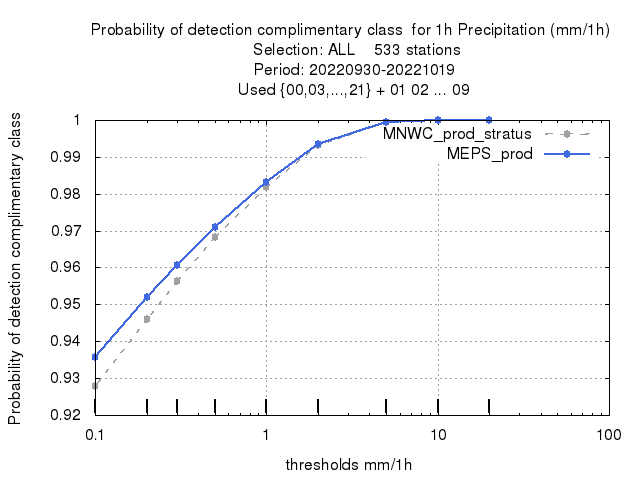 Probability of detection complimentary class  for 1h Precipitation (mm/1h)
Selection: ALL    533 stations
Period: 20220930-20221019
Used {00,03,...,21} + 01 02 ... 09
Probability of detection complimentary class
1
0.99
0.98
0.97
0.96
0.95
0.94
0.93
0.92
MNWC_prod_stratus
MEPS_prod
0.1
1
10
100
thresholds mm/1h